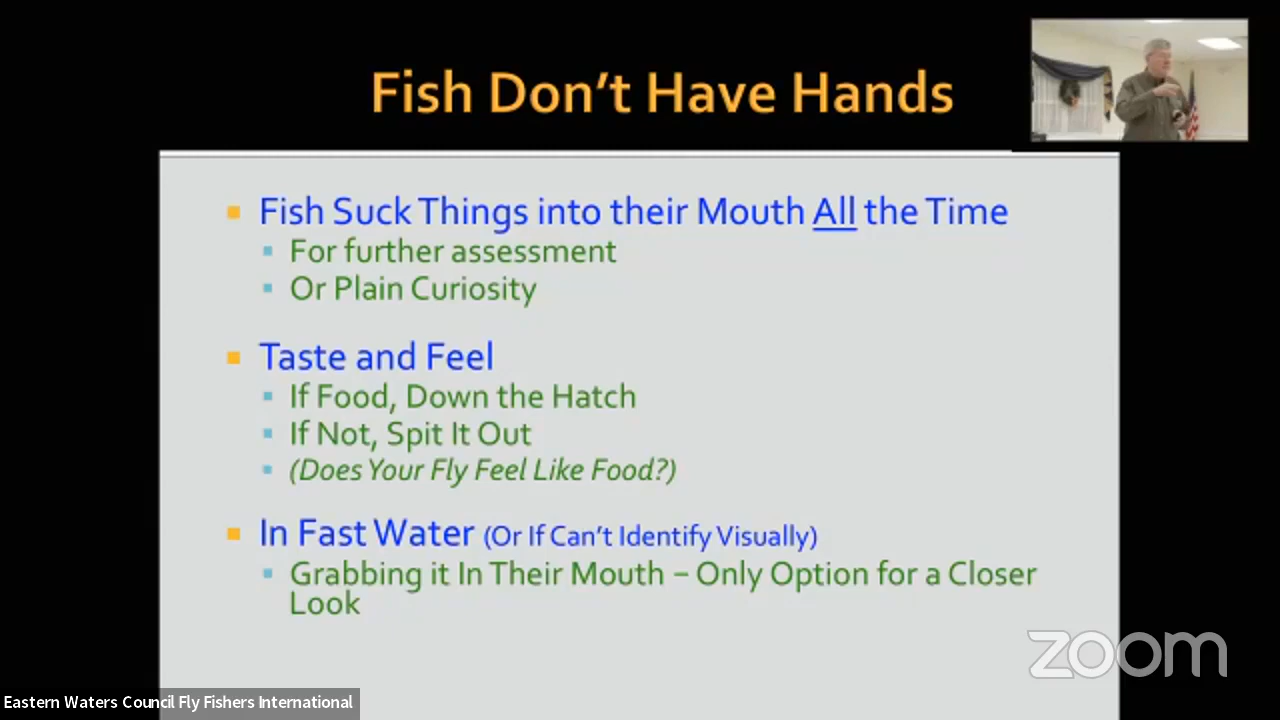 Fish Don't Have Hands
Fish Suck Things into their Mouth All the Time
For further assessment
Or Plain Curiosity
Taste and Feel
If Food, Down the Hatch
If Not, Spit It Out
(Does Your Fly Feel Like Food?)
In Fast Water (Or If Can't Identify Visually)
Grabbing it In Their Mouth – Only Option for a Closer
Look
zoom
Eastern Waters Council Fly Fishers International